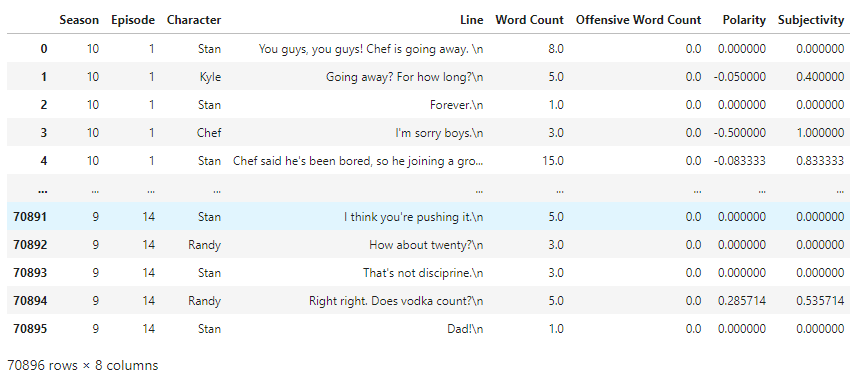 Season Episode Character Line Word Count Offensive Word Count Polarity Subjectivity
0 10 1 Stan You guys, you guys! Chef is going away. \n 8.0 0.0 0.000000 0.000000
1 10 1 Kyle Going away? For how long?\n 5.0 0.0 -0.050000 0.400000
2 10 1 Stan Forever.\n 1.0 0.0 0.000000 0.000000
3 10 1 Chef I'm sorry boys.\n 3.0 0.0 -0.500000 1.000000
4 10 1 Stan Chef said he's been bored, so he joining a gro... 15.0 0.0 -0.083333 0.833333
... ... ... ... ... ... ... ... ...
70891 9 14 Stan I think you're pushing it.\n 5.0 0.0 0.000000 0.000000
70892 9 14 Randy How about twenty?\n 3.0 0.0 0.000000 0.000000
70893 9 14 Stan That's not disciprine.\n 3.0 0.0 0.000000 0.000000
70894 9 14 Randy Right right. Does vodka count?\n 5.0 0.0 0.285714 0.535714
70895 9 14 Stan Dad!\n 1.0 0.0 0.000000 0.000000
70896 rows × 8 columns